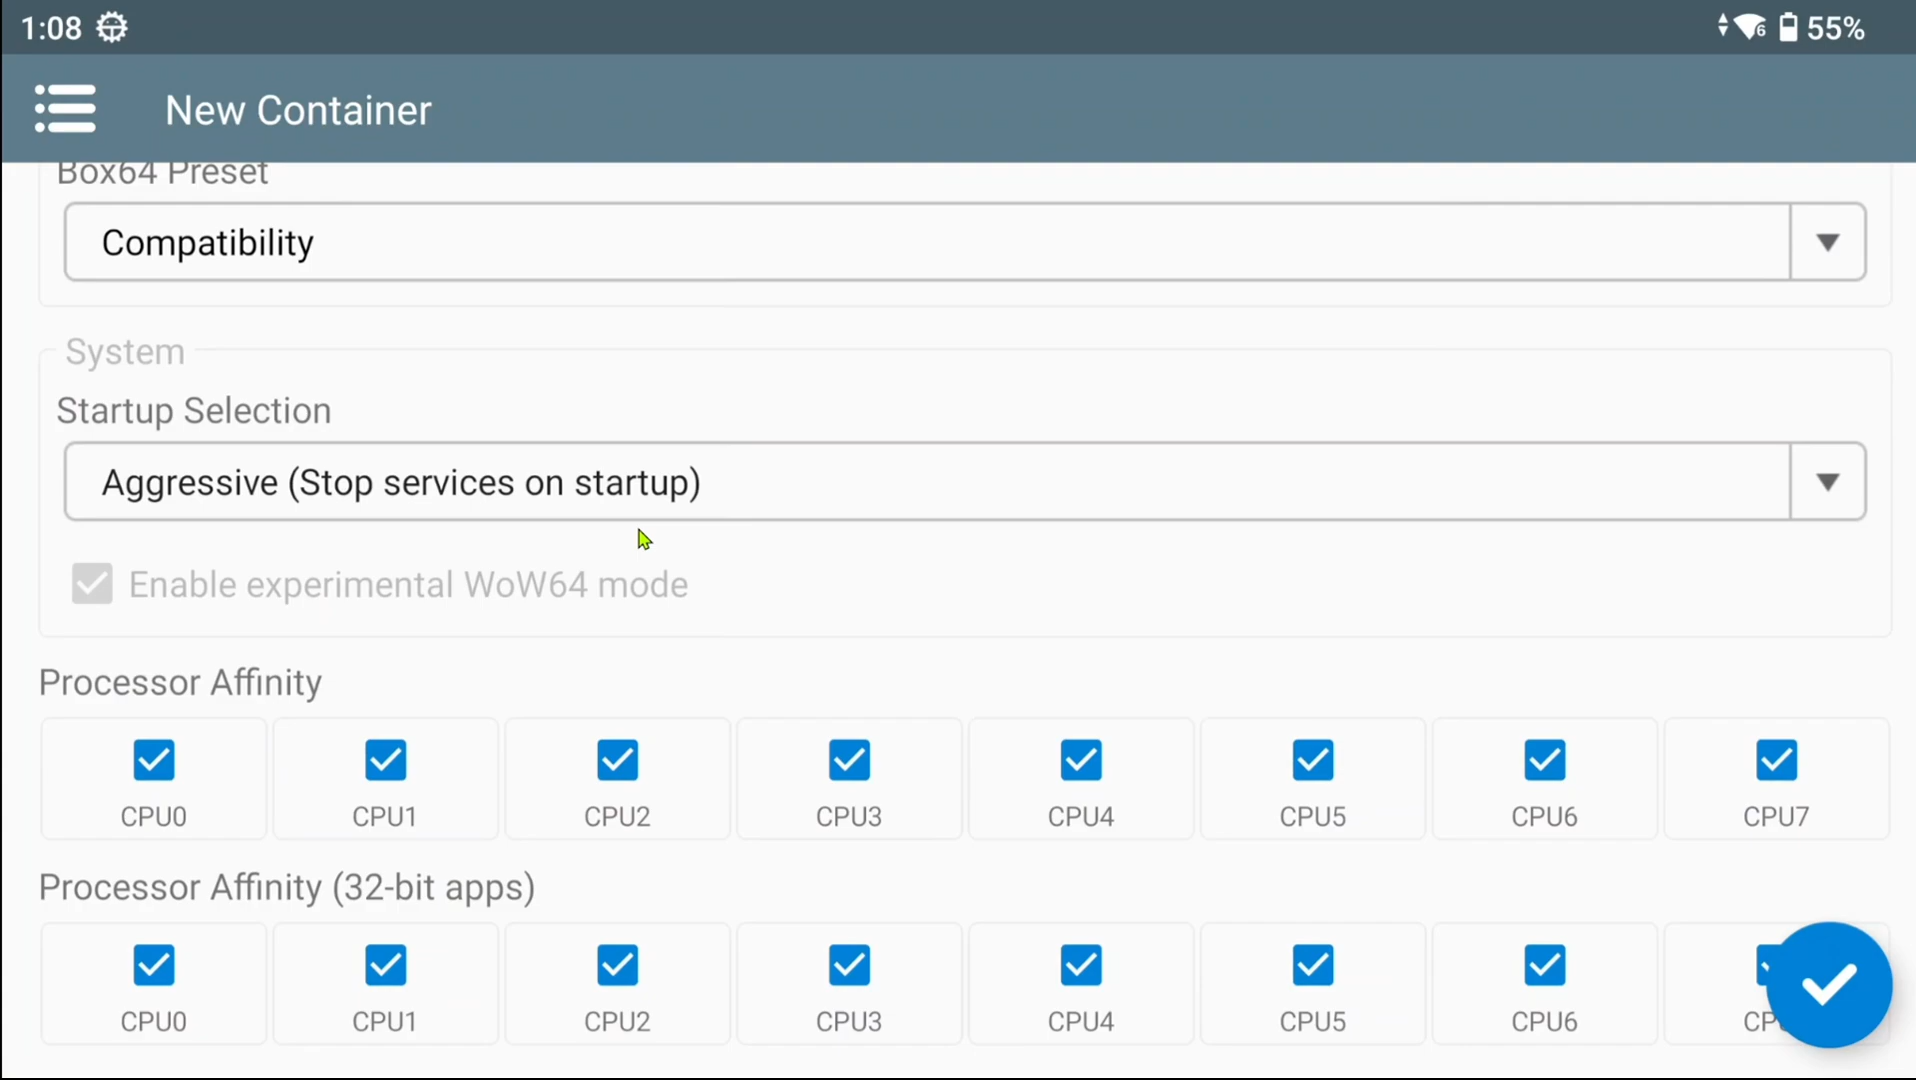 1:08
6 55%
New Container
Box64 Preset
Compatibility
System
Startup Selection
Aggressive (Stop services on startup)
Enable experimental WoW64 mode
Processor Affinity
CPU0 CPU1 CPU2 CPU3 CPU4 CPU5 CPU6 CPU7
Processor Affinity (32-bit apps)
CPU0 CPU1 CPU2 CPU3 CPU4 CPU5 CPU6